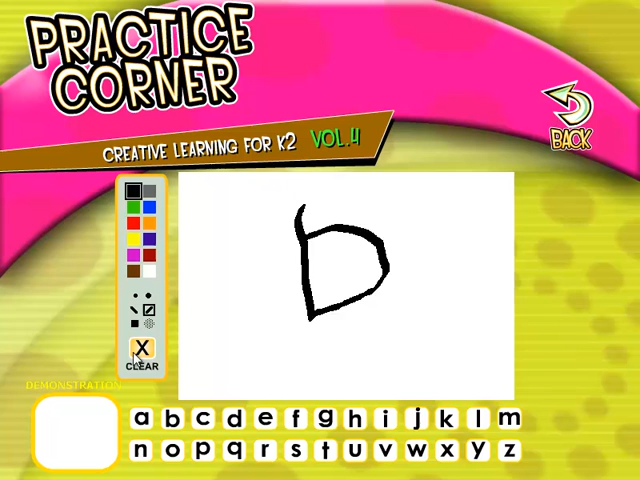 PRACTICE
CORNER
CREATIVE LEARNING FOR K2 VOL.4
BACK
b
X
CLEAR
DEMONSTRATION
a b c d e f g h i j k l m
n o p q r s t u v w x y z